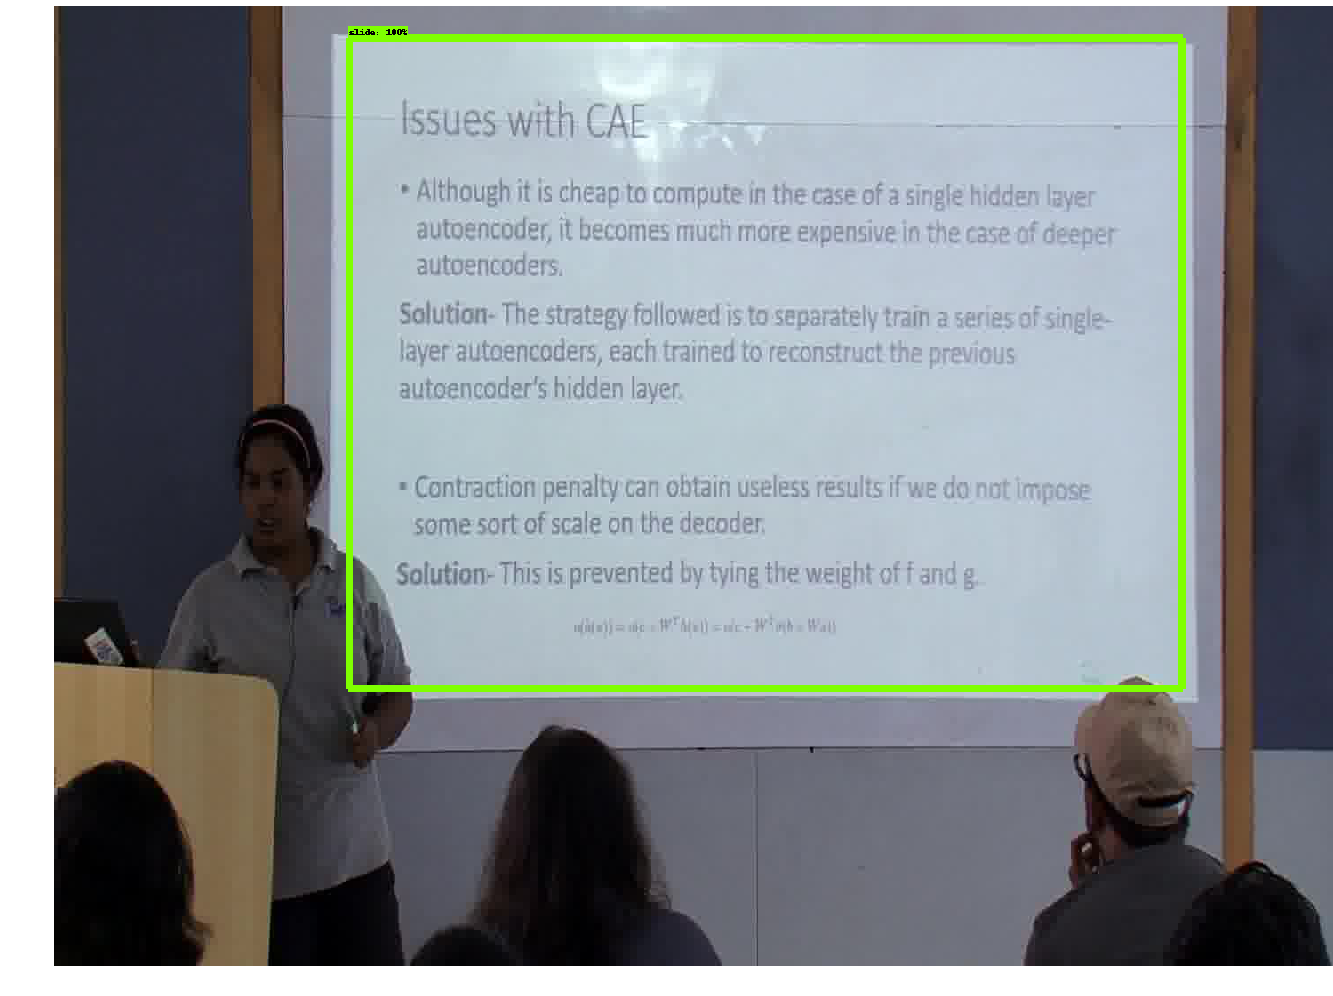 slide: 100%
Issues with CAE
• Although it is cheap to compute in the case of a single hidden layer
autoencoder, it becomes much more expensive in the case of deeper
autoencoders.
Solution- The strategy followed is to separately train a series of single-
layer autoencoders, each trained to reconstruct the previous
autoencoder's hidden layer.
• Contraction penalty can obtain useless results if we do not impose
some sort of scale on the decoder.
Solution- This is prevented by tying the weight of f and g.